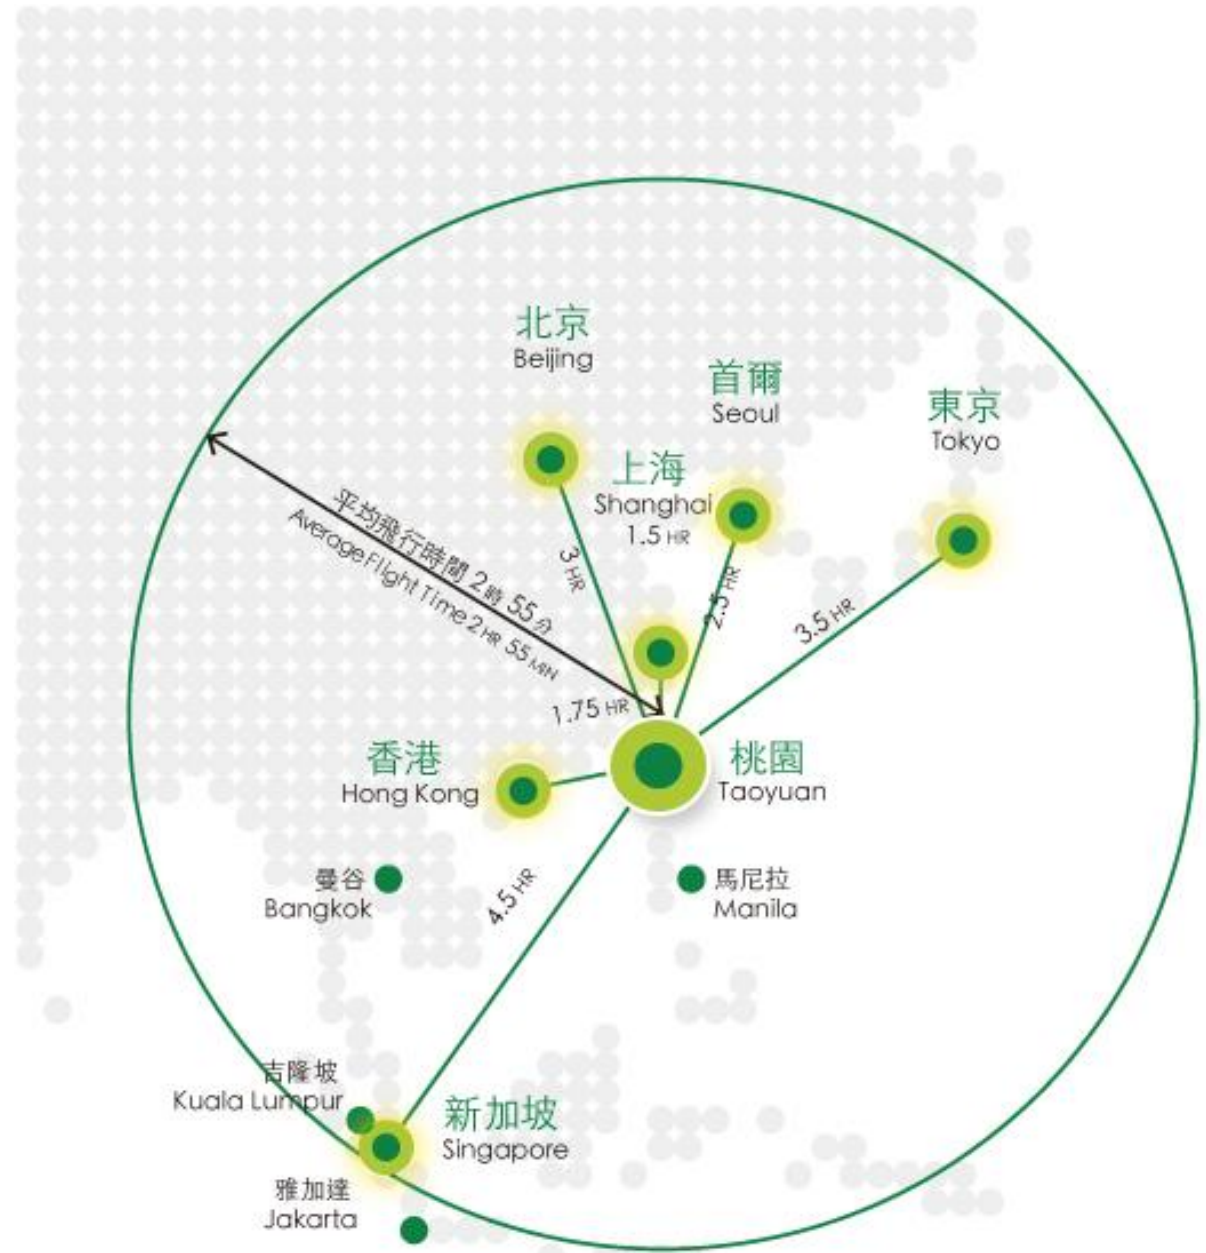 北京
Beijing
首爾
Seoul
東京
Tokyo
上海
Shanghai
1.5 HR
平均飛行時間 2時 55分
Average Flight Time 2 HR 55 MIN
3 HR
2.5 HR
3.5 HR
1.75 HR
香港
Hong Kong
桃園
Taoyuan
曼谷
Bangkok
4.5 HR
馬尼拉
Manila
吉隆坡
Kuala Lumpur
新加坡
Singapore
雅加達
Jakarta